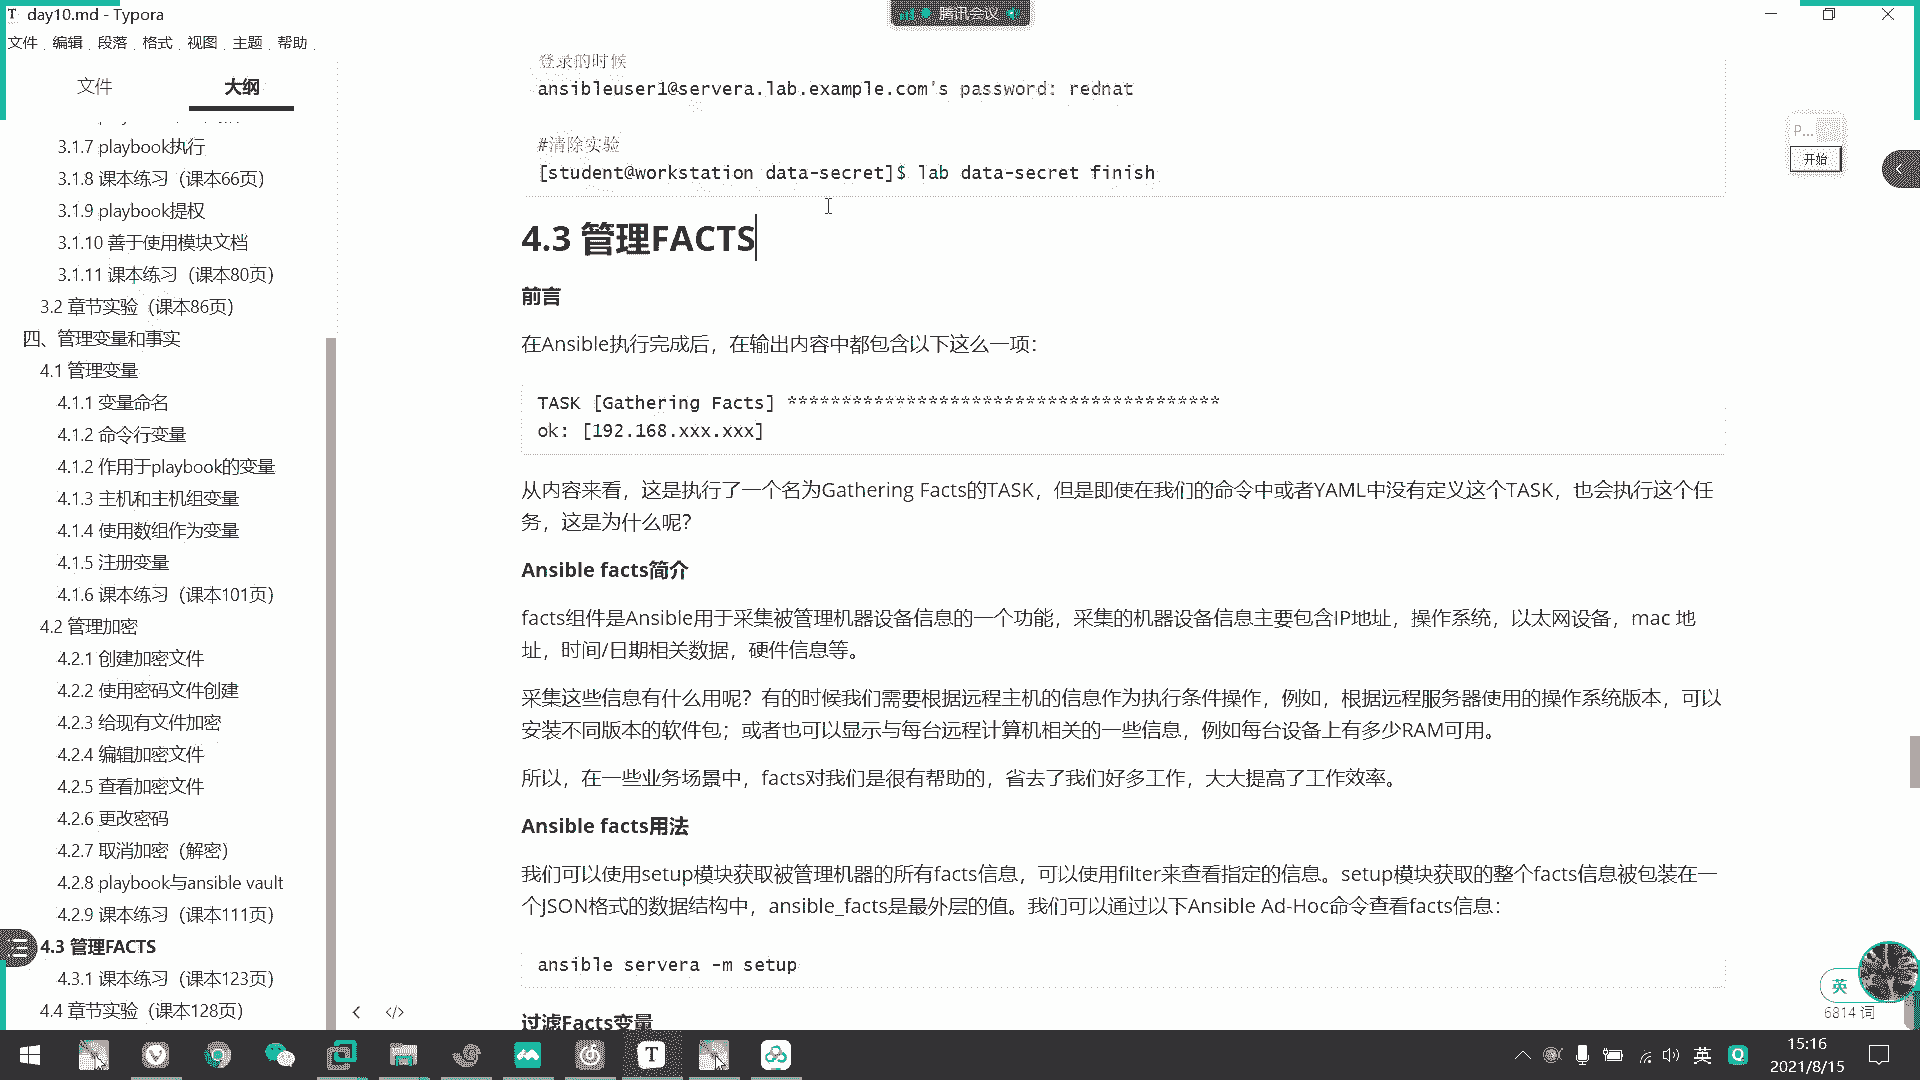 day10.md - Typora
腾讯会议
文件 编辑 段落 格式 视图 主题 帮助
文件 大纲
3.1.7 playbook执行
3.1.8 课本练习（课本66页）
3.1.9 playbook提权
3.1.10 善于使用模块文档
3.1.11 课本练习（课本80页）
3.2 章节实验（课本86页）
四、管理变量和事实
4.1 管理变量
4.1.1 变量命名
4.1.2 命令行变量
4.1.2 作用于playbook的变量
4.1.3 主机和主机组变量
4.1.4 使用数组作为变量
4.1.5 注册变量
4.1.6 课本练习（课本101页）
4.2 管理加密
4.2.1 创建加密文件
4.2.2 使用密码文件创建
4.2.3 给现有文件加密
4.2.4 编辑加密文件
4.2.5 查看加密文件
4.2.6 更改密码
4.2.7 取消加密（解密）
4.2.8 playbook与ansible vault
4.2.9 课本练习（课本111页）
4.3 管理FACTS
4.3.1 课本练习（课本123页）
4.4 章节实验（课本128页）
登录的时候
ansibleuser1@servera.lab.example.com's password: rednat
#清除实验
[student@workstation data-secret]$ lab data-secret finish
4.3 管理FACTS
前言
在Ansible执行完成后，在输出内容中都包含以下这么一项：
TASK [Gathering Facts] ****************************************
ok: [192.168.xxx.xxx]
从内容来看，这是执行了一个名为Gathering Facts的TASK，但是即使在我们的命令中或者YAML中没有定义这个TASK，也会执行这个任
务，这是为什么呢？
Ansible facts简介
facts组件是Ansible用于采集被管理机器设备信息的一个功能，采集的机器设备信息主要包含IP地址，操作系统，以太网设备，mac 地
址，时间/日期相关数据，硬件信息等。
采集这些信息有什么用呢？有的时候我们需要根据远程主机的信息作为执行条件操作，例如，根据远程服务器使用的操作系统版本，可以
安装不同版本的软件包；或者也可以显示与每台远程计算机相关的一些信息，例如每台设备上有多少RAM可用。
所以，在一些业务场景中，facts对我们是很有帮助的，省去了我们好多工作，大大提高了工作效率。
Ansible facts用法
我们可以使用setup模块获取被管理机器的所有facts信息，可以使用filter来查看指定的信息。setup模块获取的整个facts信息被包装在一
个JSON格式的数据结构中，ansible_facts是最外层的值。我们可以通过以下Ansible Ad-Hoc命令查看facts信息：
ansible servera -m setup
过滤Facts变量
P...
开始
英
6814 词
英
15:16
2021/8/15